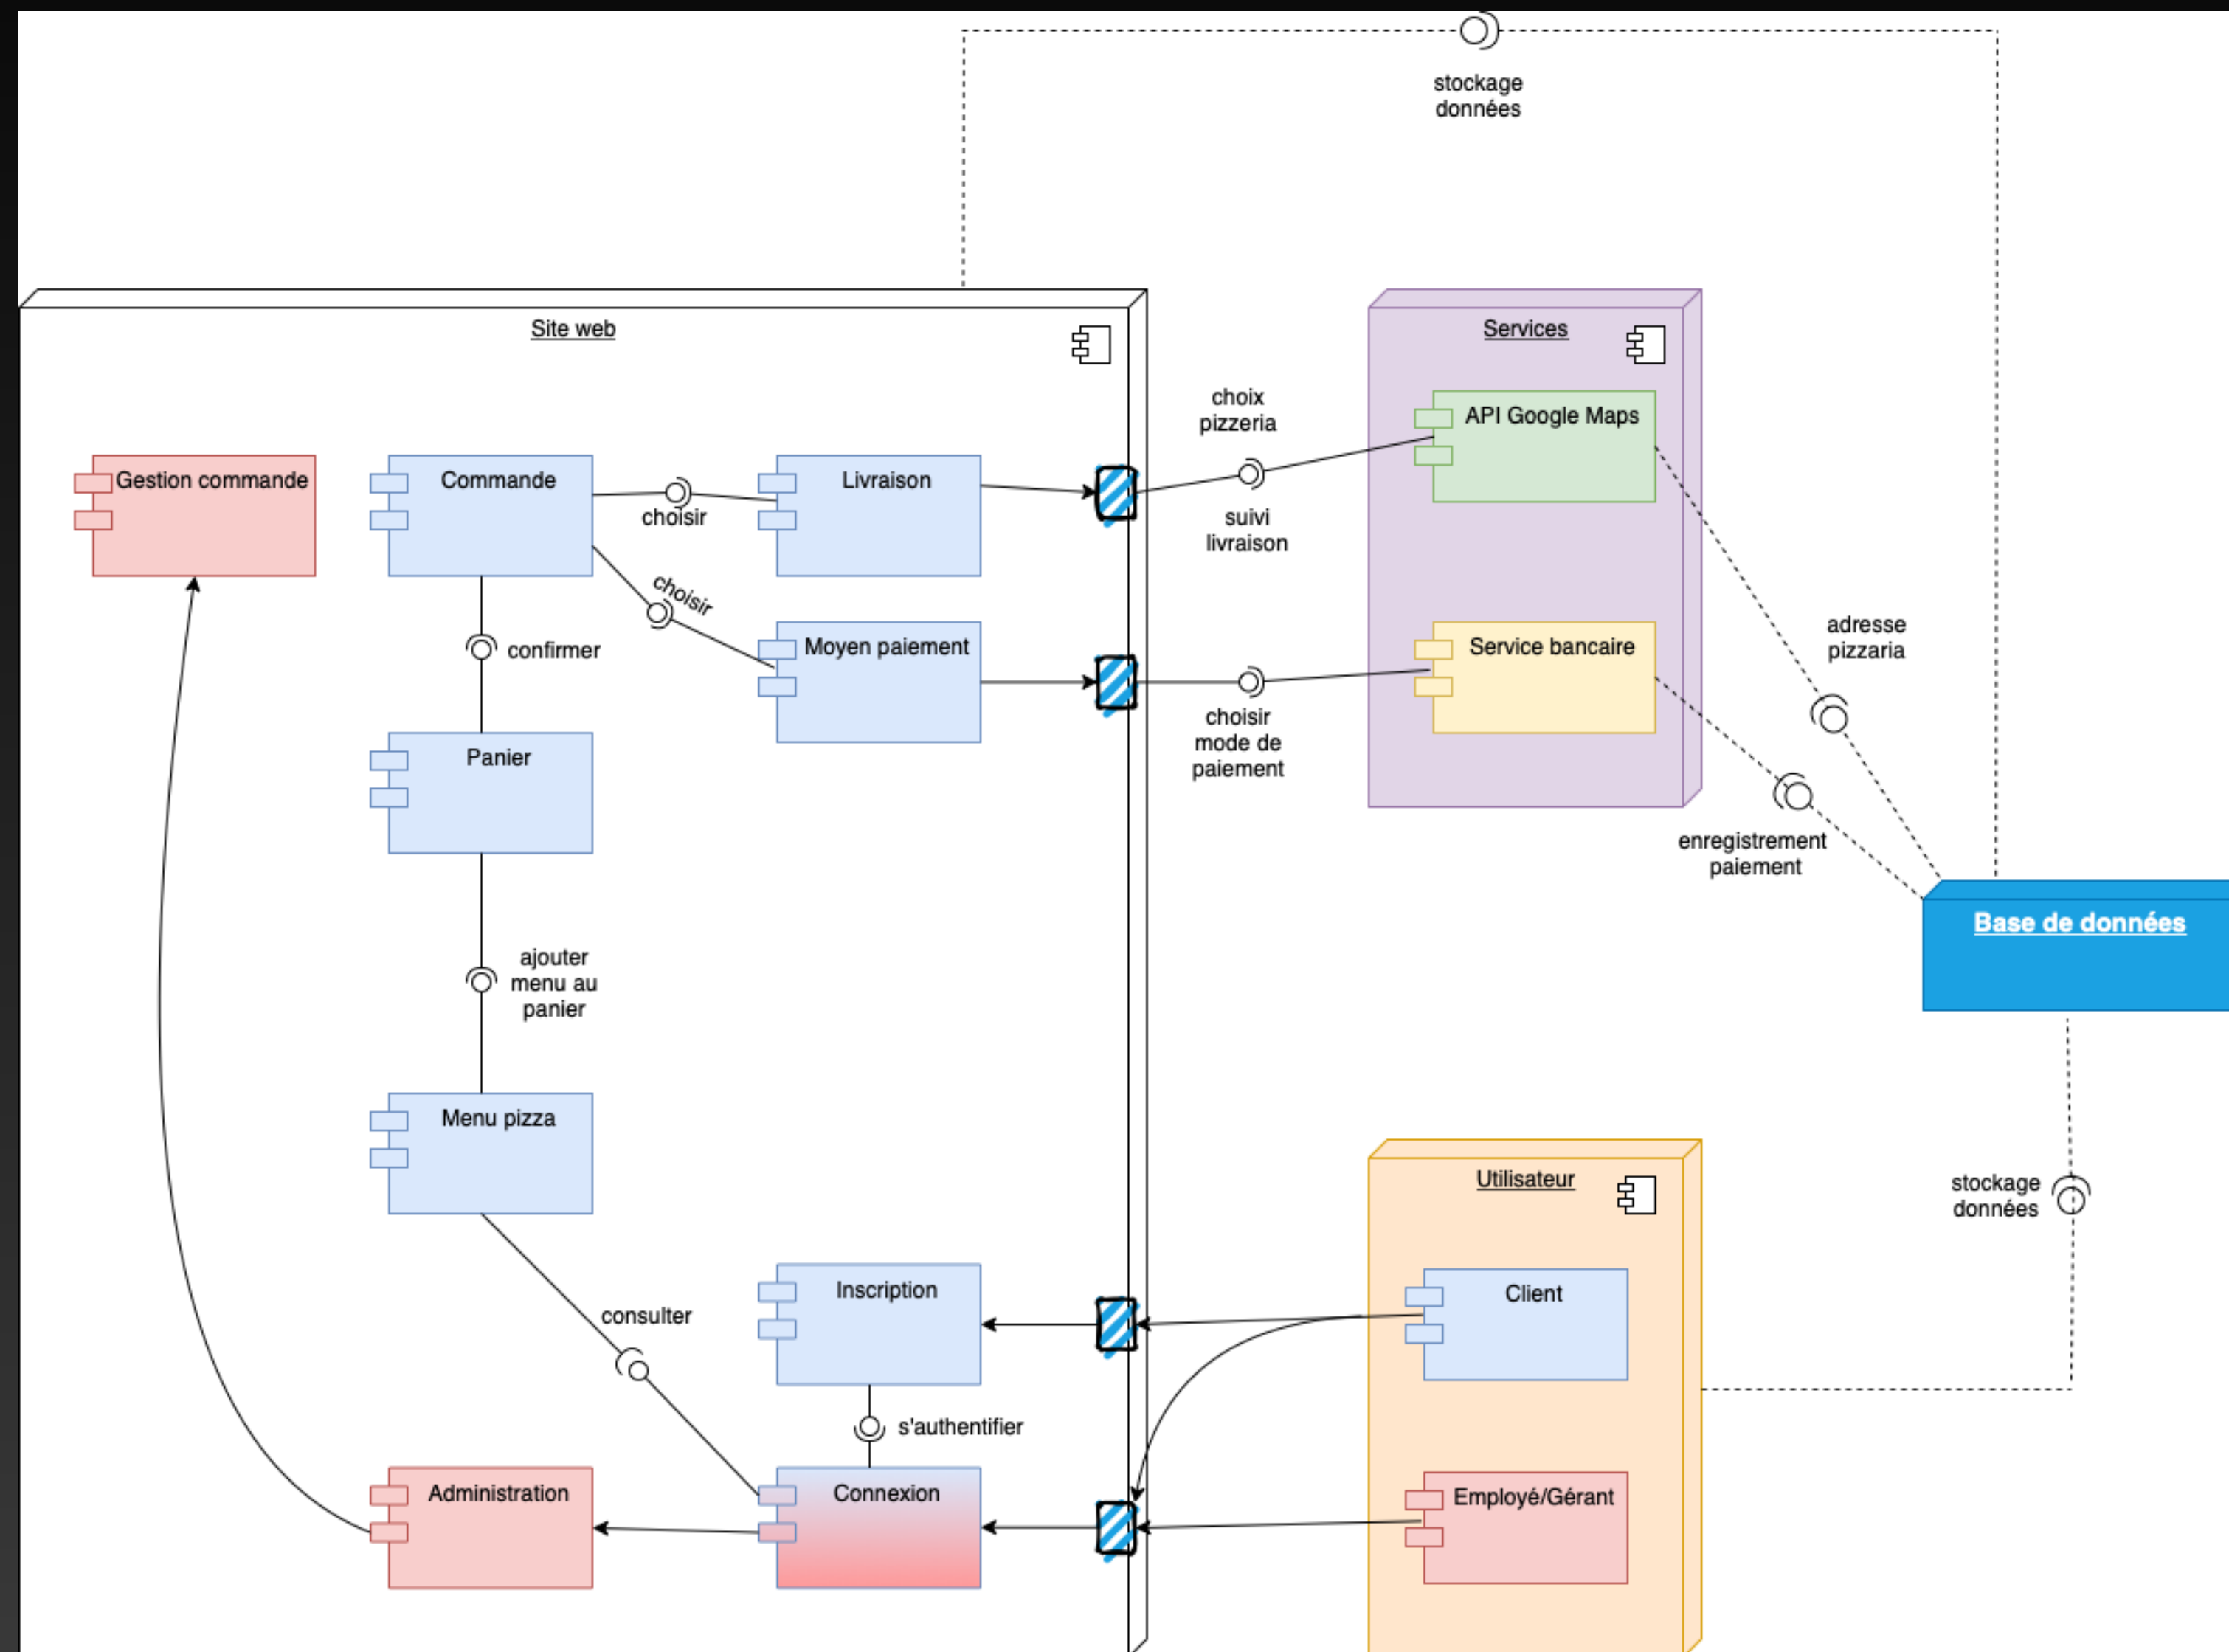 stockage
données
Site web
Services
choix
pizzeria
API Google Maps
Gestion commande
Commande
Livraison
choisir
suivi
livraison
choisir
adresse
pizzaria
confirmer
Moyen paiement
Service bancaire
choisir
mode de
paiement
Panier
enregistrement
paiement
Base de données
ajouter
menu au
panier
Menu pizza
Utilisateur
stockage
données
Inscription
Client
consulter
s'authentifier
Administration
Connexion
Employé/Gérant